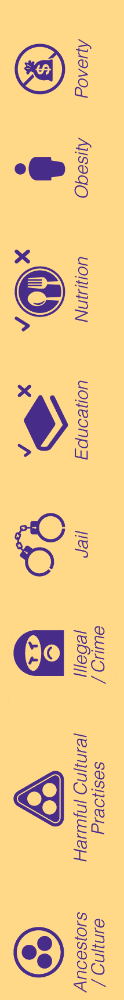 Ancestors
/ Culture
Harmful Cultural
Practises
Illegal
/ Crime
Jail
Education
Nutrition
Obesity
Poverty